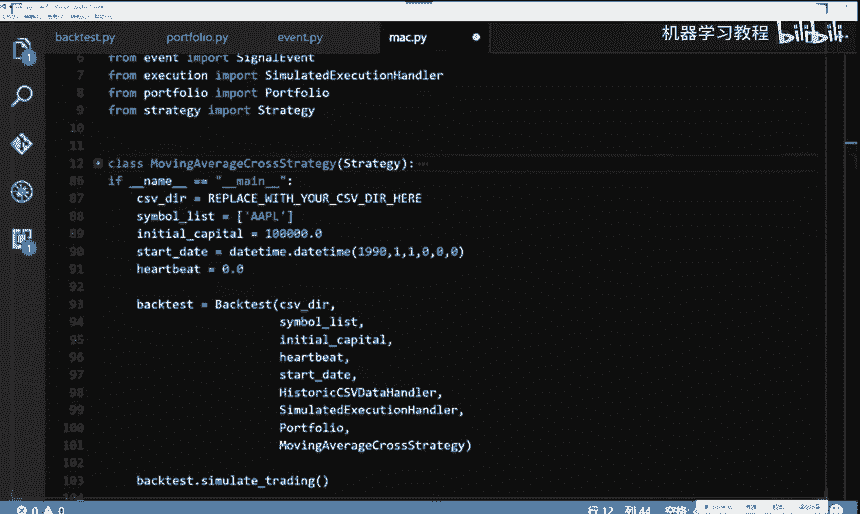 backtest.py portfolio.py event.py mac.py
机器学习教程 bilibili
6 from event import SignalEvent
7 from execution import SimulatedExecutionHandler
8 from portfolio import Portfolio
9 from strategy import Strategy
10
11
12 class MovingAverageCrossStrategy(Strategy):…
86 if __name__ == "__main__":
87 csv_dir = REPLACE_WITH_YOUR_CSV_DIR_HERE
88 symbol_list = ['AAPL']
89 initial_capital = 100000.0
90 start_date = datetime.datetime(1990,1,1,0,0,0)
91 heartbeat = 0.0
92
93 backtest = Backtest(csv_dir,
94 symbol_list,
95 initial_capital,
96 heartbeat,
97 start_date,
98 HistoricCSVDataHandler,
99 SimulatedExecutionHandler,
100 Portfolio,
101 MovingAverageCrossStrategy)
102
103 backtest.simulate_trading()
1
1
0 0 行 12 列 44 空格: